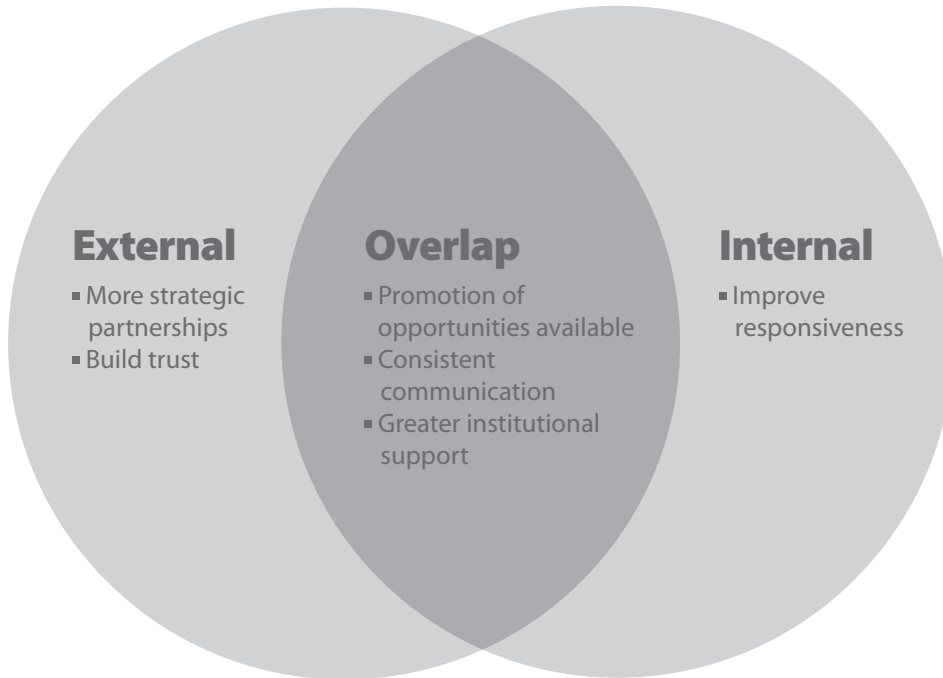 External
▪ More strategic
partnerships
▪ Build trust
Overlap
▪ Promotion of
opportunities available
▪ Consistent
communication
▪ Greater institutional
support
Internal
▪ Improve
responsiveness